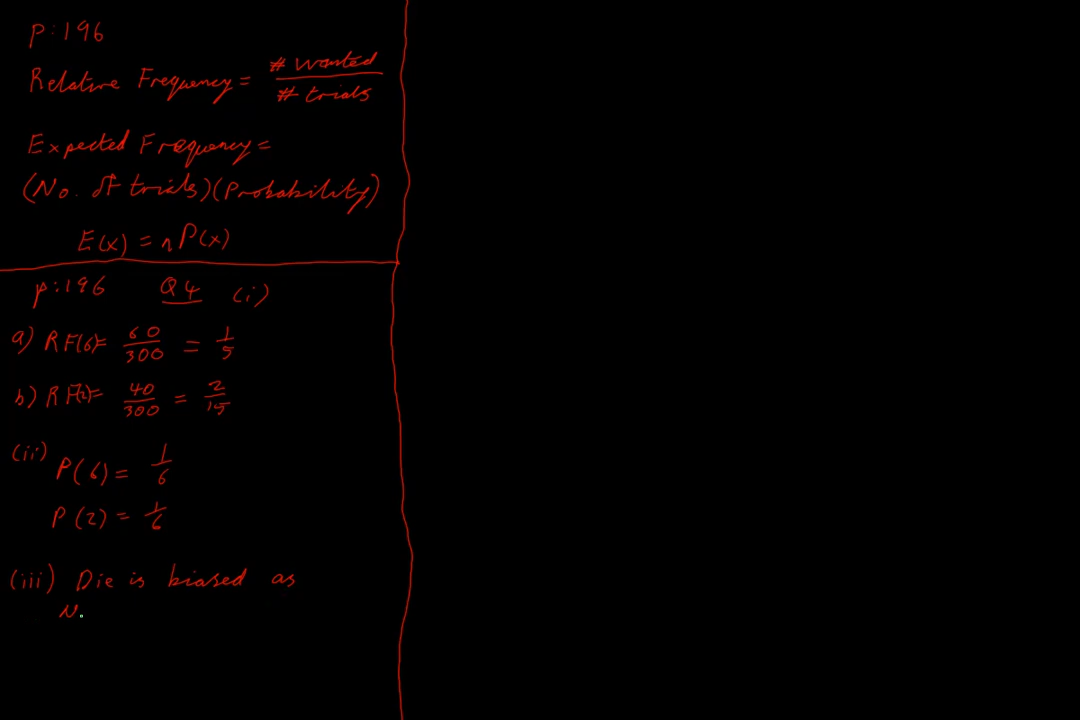 p:196
Relative Frequency = # wanted / # trials
Expected Frequency =
(No. of trials)(Probability)
E(x) = nP(x)
p:196 Q4 (i)
a) RF(6)= 60/300 = 1/5
b) RF(2)= 40/300 = 2/15
(ii)
P(6) = 1/6
P(2) = 1/6
(iii) Die is biased as
N